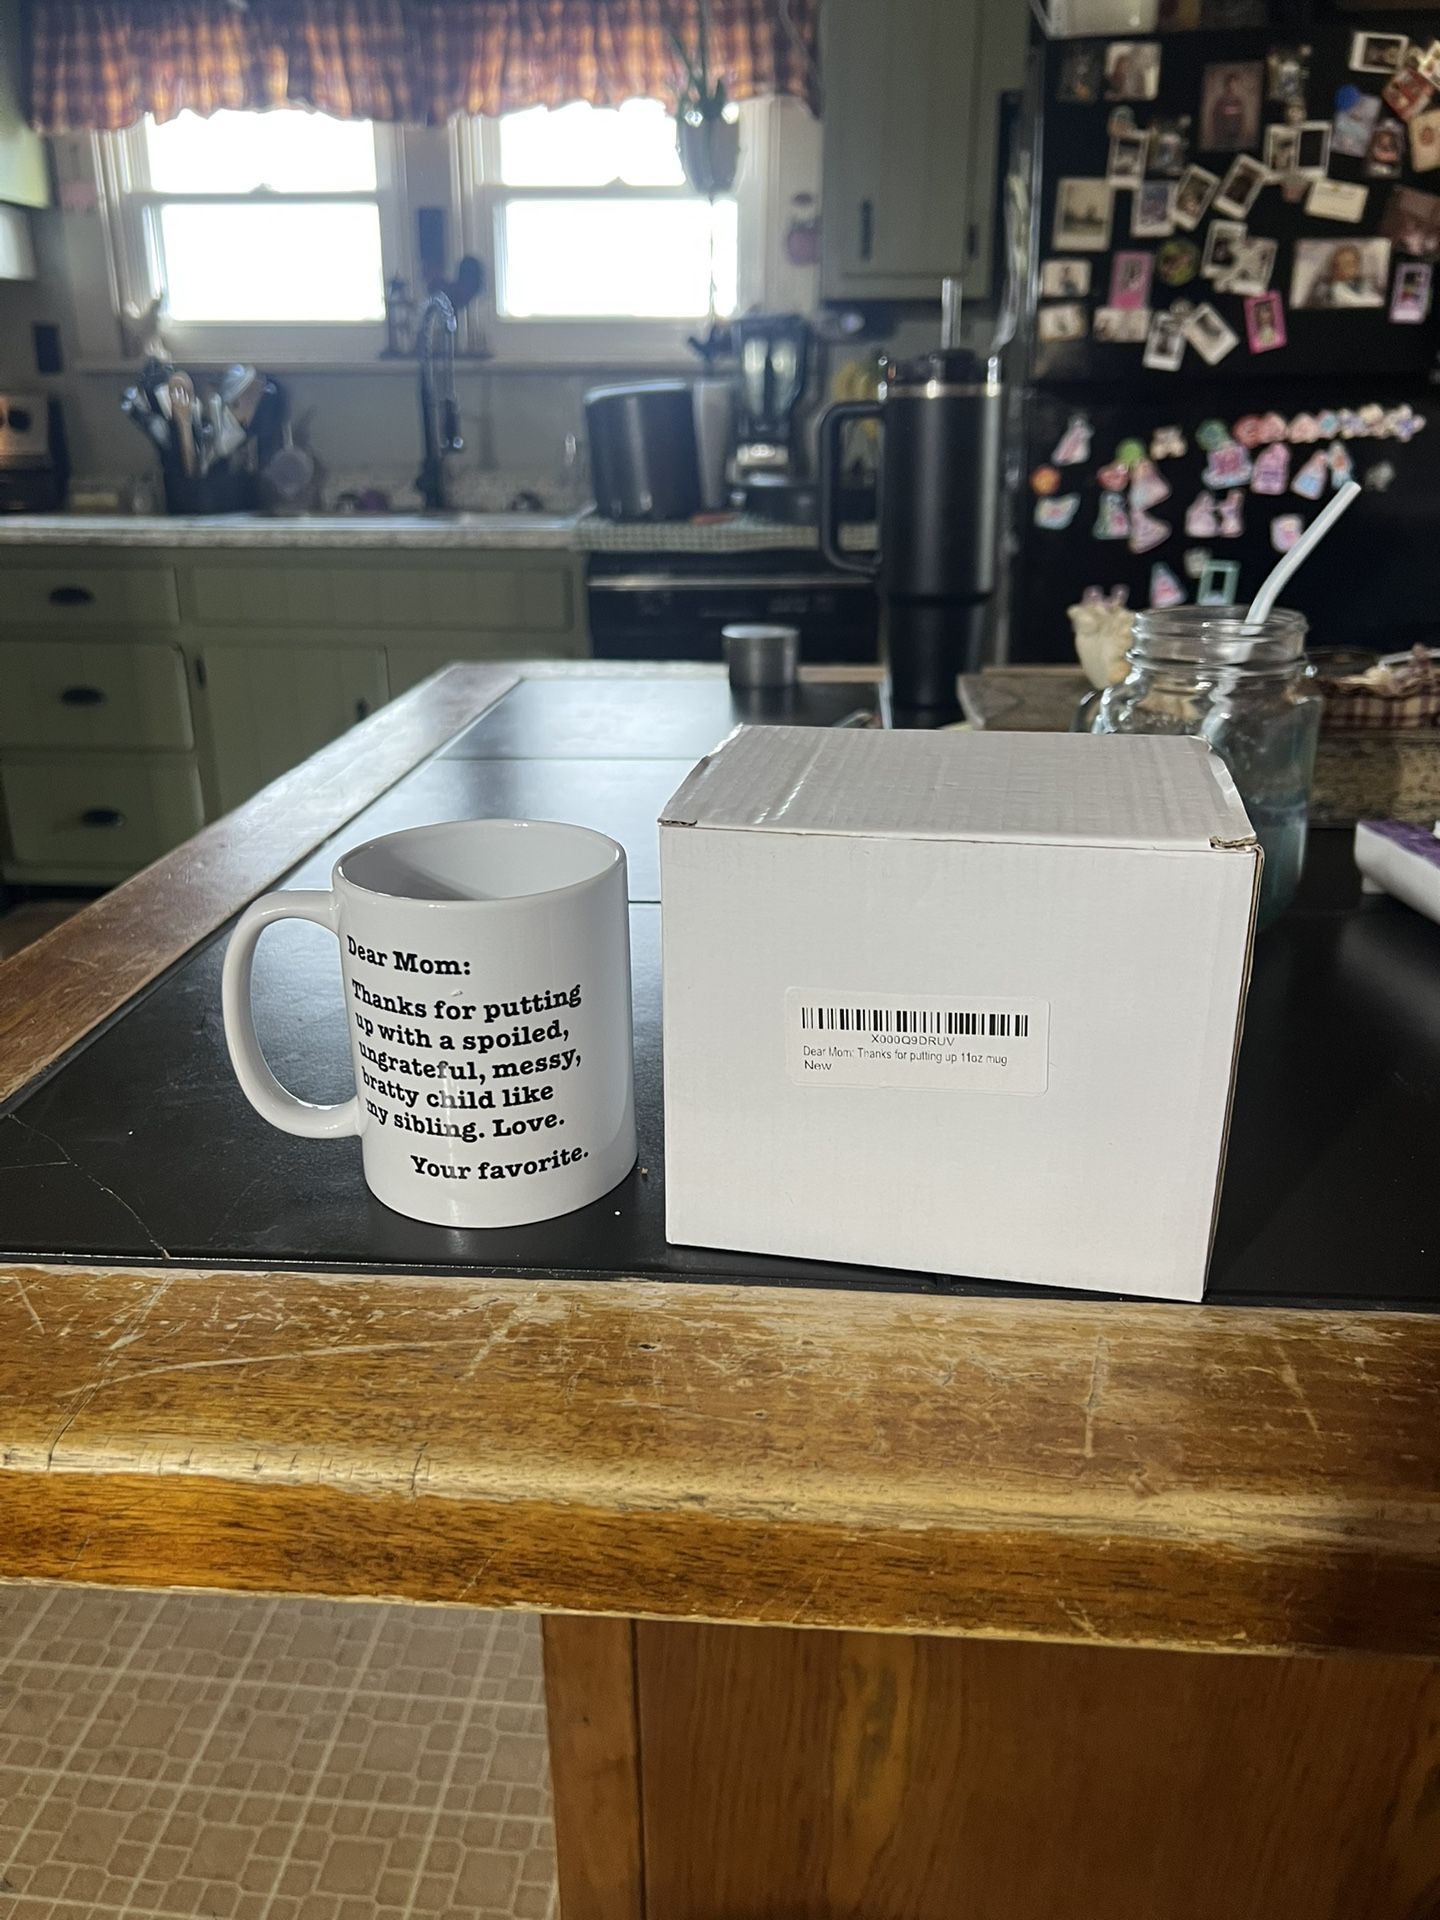 Dear Mom:
Thanks for putting
up with a spoiled,
ungrateful, messy,
bratty child like
my sibling. Love.
Your favorite.
X000Q9DRUV
Dear Mom: Thanks for putting up 11oz mug
New